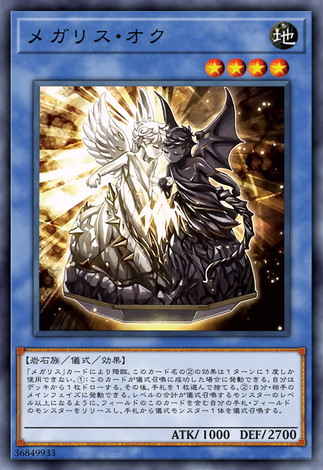 メガリス・オク
地
【岩石族／儀式／効果】
「メガリス」カードにより降臨。このカード名の②の効果は１ターンに１度しか
使用できない。①：このカードが儀式召喚に成功した場合に発動できる。自分は
デッキから１枚ドローする。その後、手札を１枚選んで捨てる。②：自分・相手の
メインフェイズに発動できる。レベルの合計が儀式召喚するモンスターのレ
ベル以上になるように、フィールドのこのカードを含む自分の手札・フィールド
のモンスターをリリースし、手札から儀式モンスター１体を儀式召喚する。
ATK/ 1000 DEF/2700
36849933